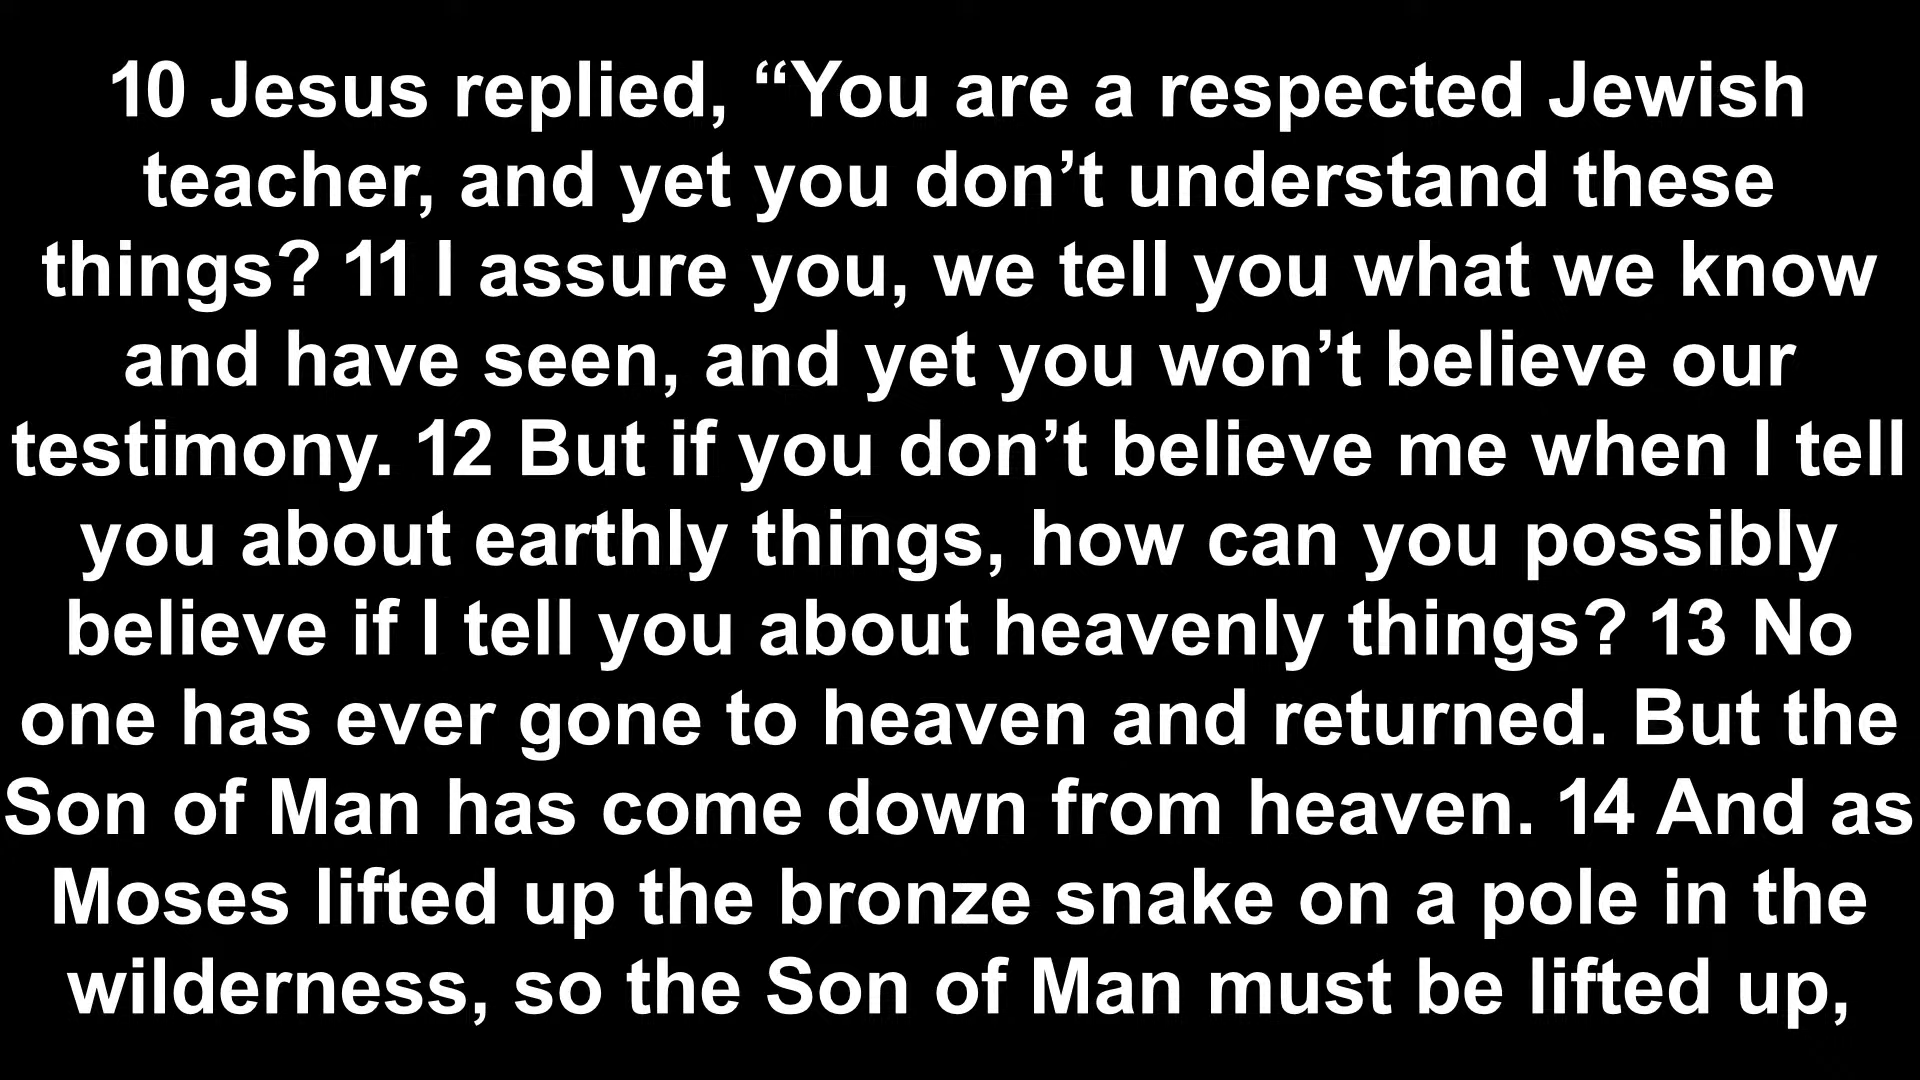 10 Jesus replied, “You are a respected Jewish
teacher, and yet you don’t understand these
things? 11 I assure you, we tell you what we know
and have seen, and yet you won’t believe our
testimony. 12 But if you don’t believe me when I tell
you about earthly things, how can you possibly
believe if I tell you about heavenly things? 13 No
one has ever gone to heaven and returned. But the
Son of Man has come down from heaven. 14 And as
Moses lifted up the bronze snake on a pole in the
wilderness, so the Son of Man must be lifted up,